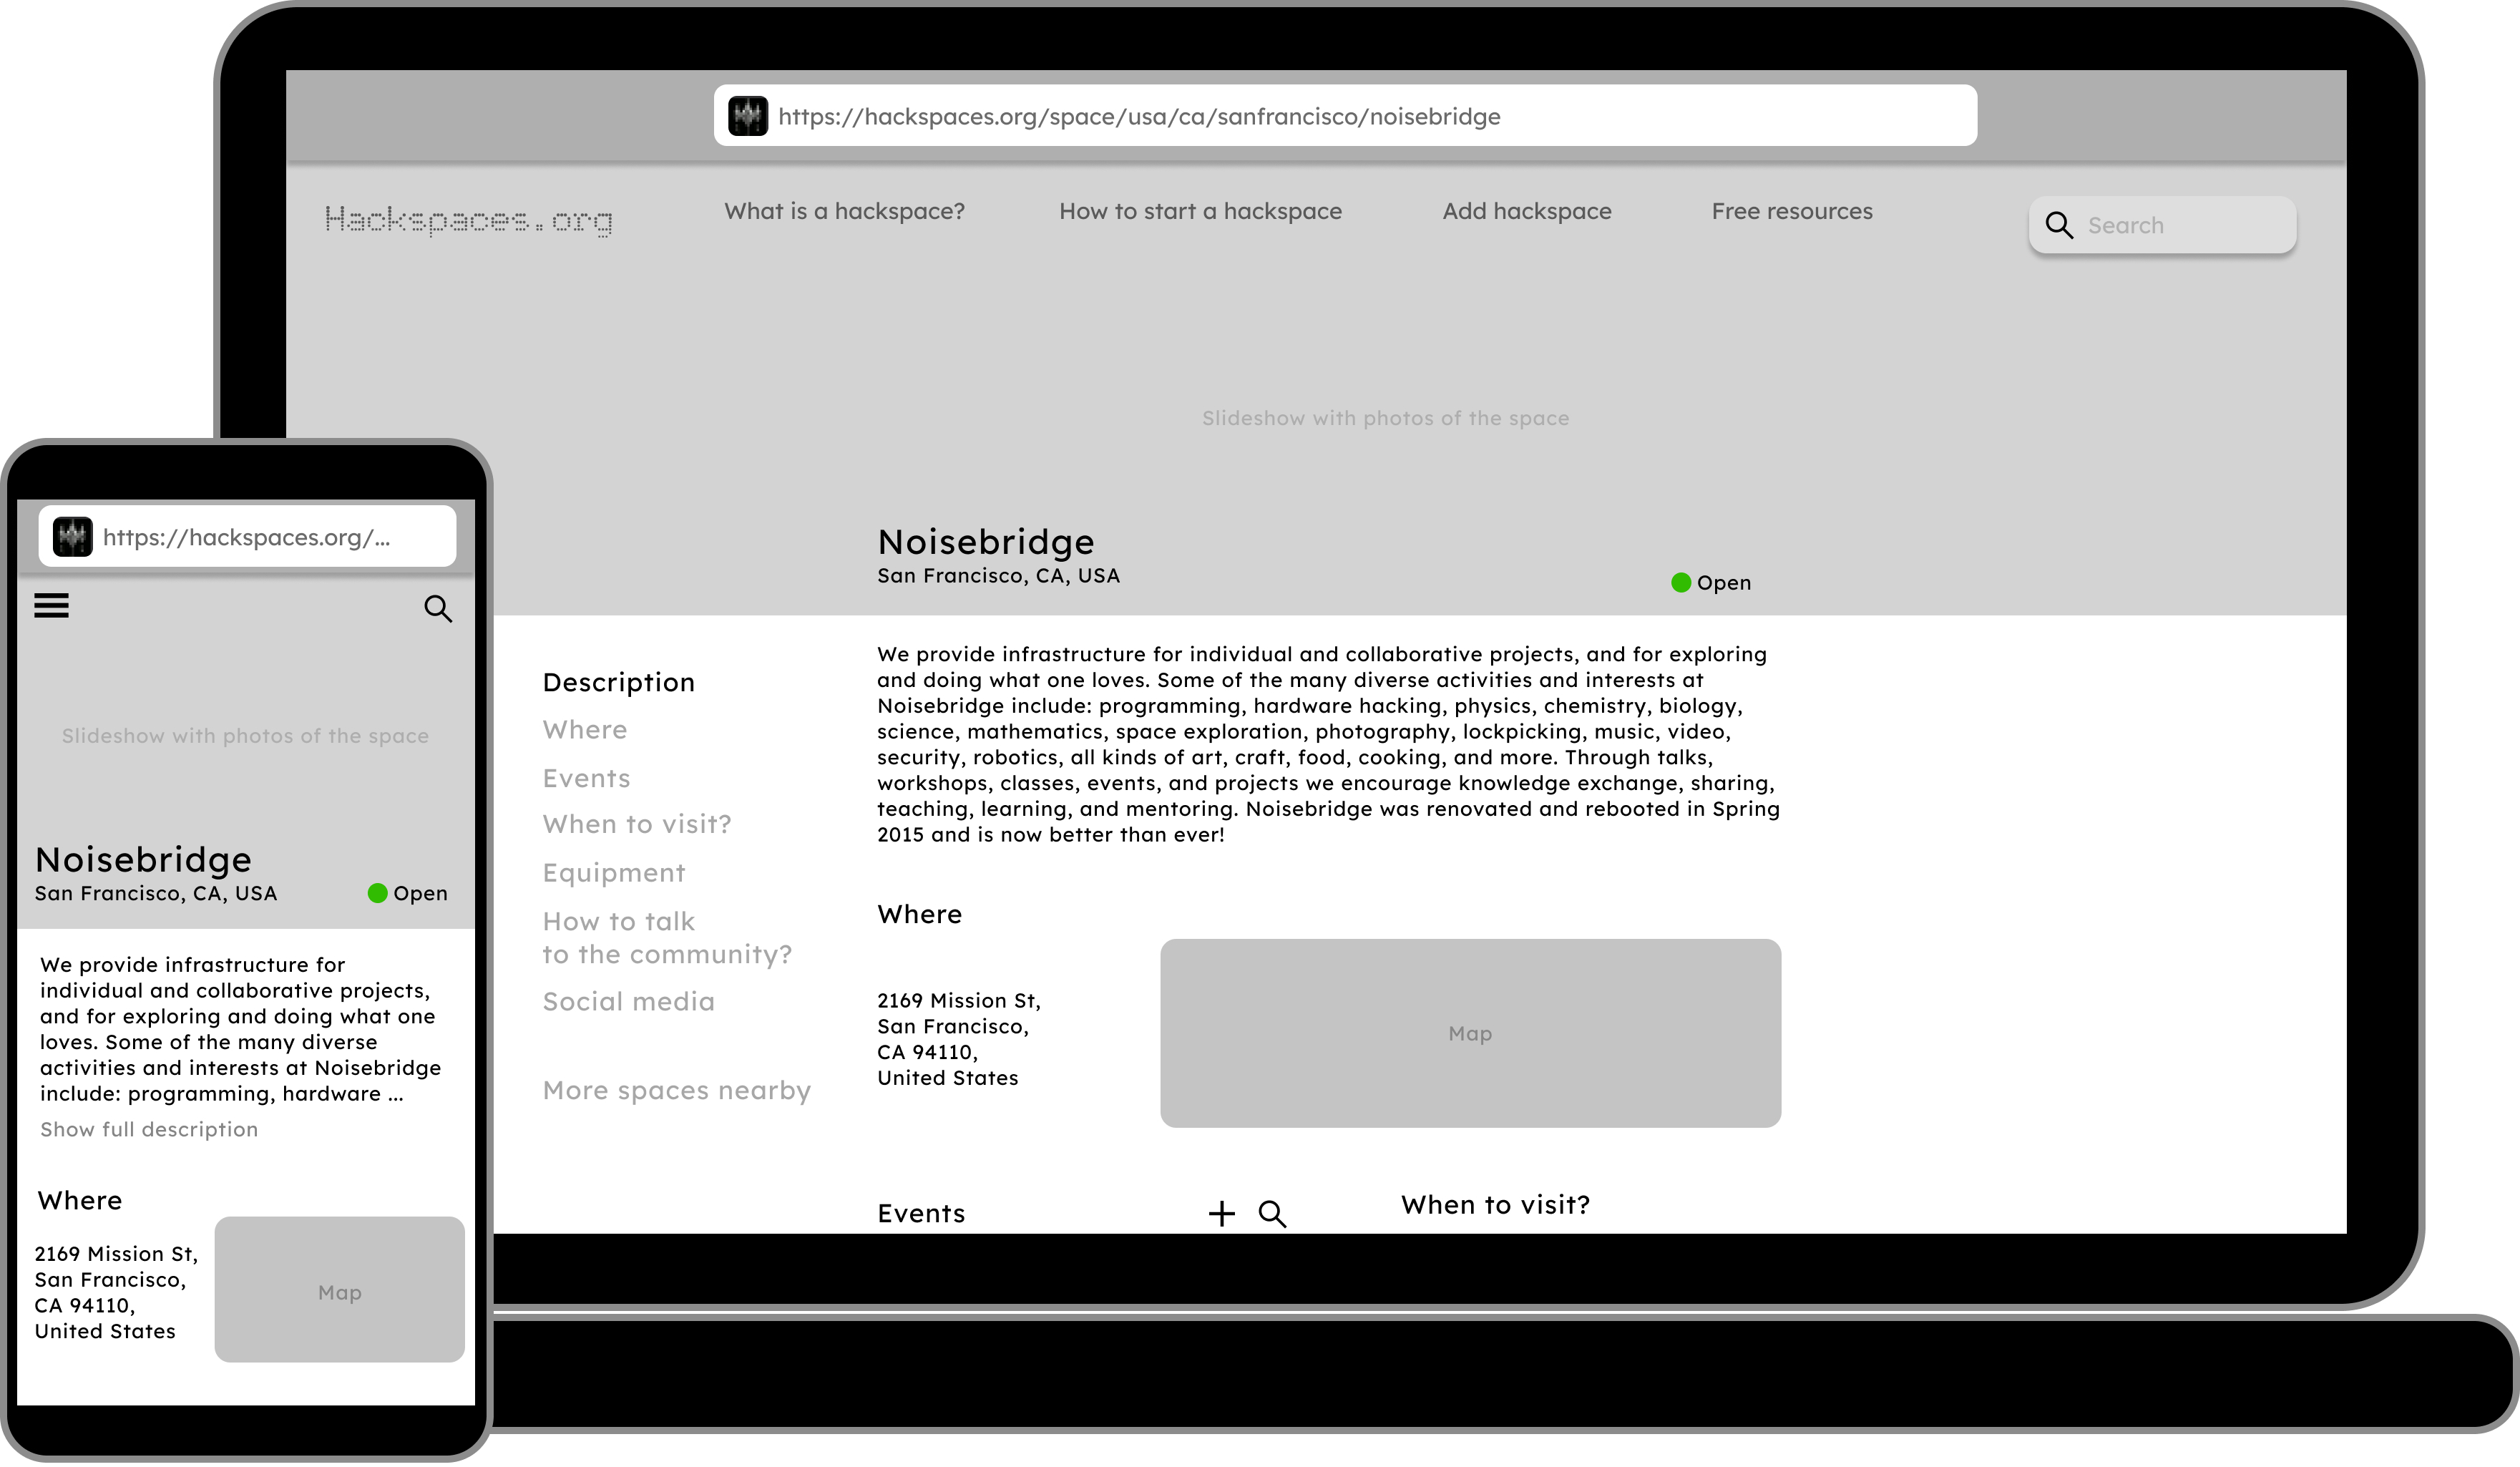 https://hackspaces.org/space/usa/ca/sanfrancisco/noisebridge
Hackspaces.org
What is a hackspace?
How to start a hackspace
Add hackspace
Free resources
Search
Slideshow with photos of the space
Noisebridge
San Francisco, CA, USA
Open
Description
Where
Events
When to visit?
Equipment
How to talk
to the community?
Social media
More spaces nearby
We provide infrastructure for individual and collaborative projects, and for exploring
and doing what one loves. Some of the many diverse activities and interests at
Noisebridge include: programming, hardware hacking, physics, chemistry, biology,
science, mathematics, space exploration, photography, lockpicking, music, video,
security, robotics, all kinds of art, craft, food, cooking, and more. Through talks,
workshops, classes, events, and projects we encourage knowledge exchange, sharing,
teaching, learning, and mentoring. Noisebridge was renovated and rebooted in Spring
2015 and is now better than ever!
Where
2169 Mission St,
San Francisco,
CA 94110,
United States
Map
Events
When to visit?
https://hackspaces.org/...
Slideshow with photos of the space
Noisebridge
San Francisco, CA, USA
Open
We provide infrastructure for
individual and collaborative projects,
and for exploring and doing what one
loves. Some of the many diverse
activities and interests at Noisebridge
include: programming, hardware ...
Show full description
Where
2169 Mission St,
San Francisco,
CA 94110,
United States
Map